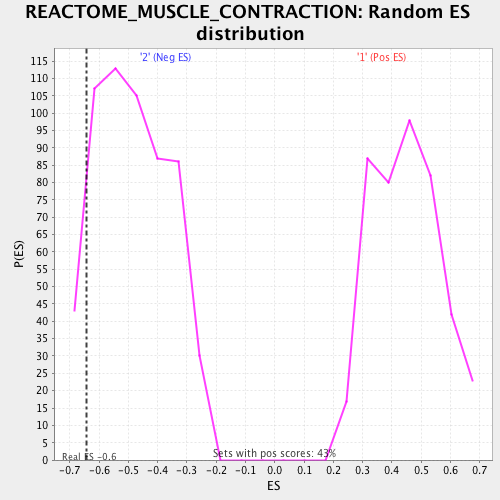 REACTOME_MUSCLE_CONTRACTION: Random ES
distribution
'2' (Neg ES)
'1' (Pos ES)
115
110
105
100
95
90
85
80
75
70
65
60
55
50
45
40
35
30
25
20
15
10
5
0
P(ES)
Real ES -0.6
Sets with pos scores: 43%
-0.7 -0.6 -0.5 -0.4 -0.3 -0.2 -0.1 0.0 0.1 0.2 0.3 0.4 0.5 0.6 0.7
ES